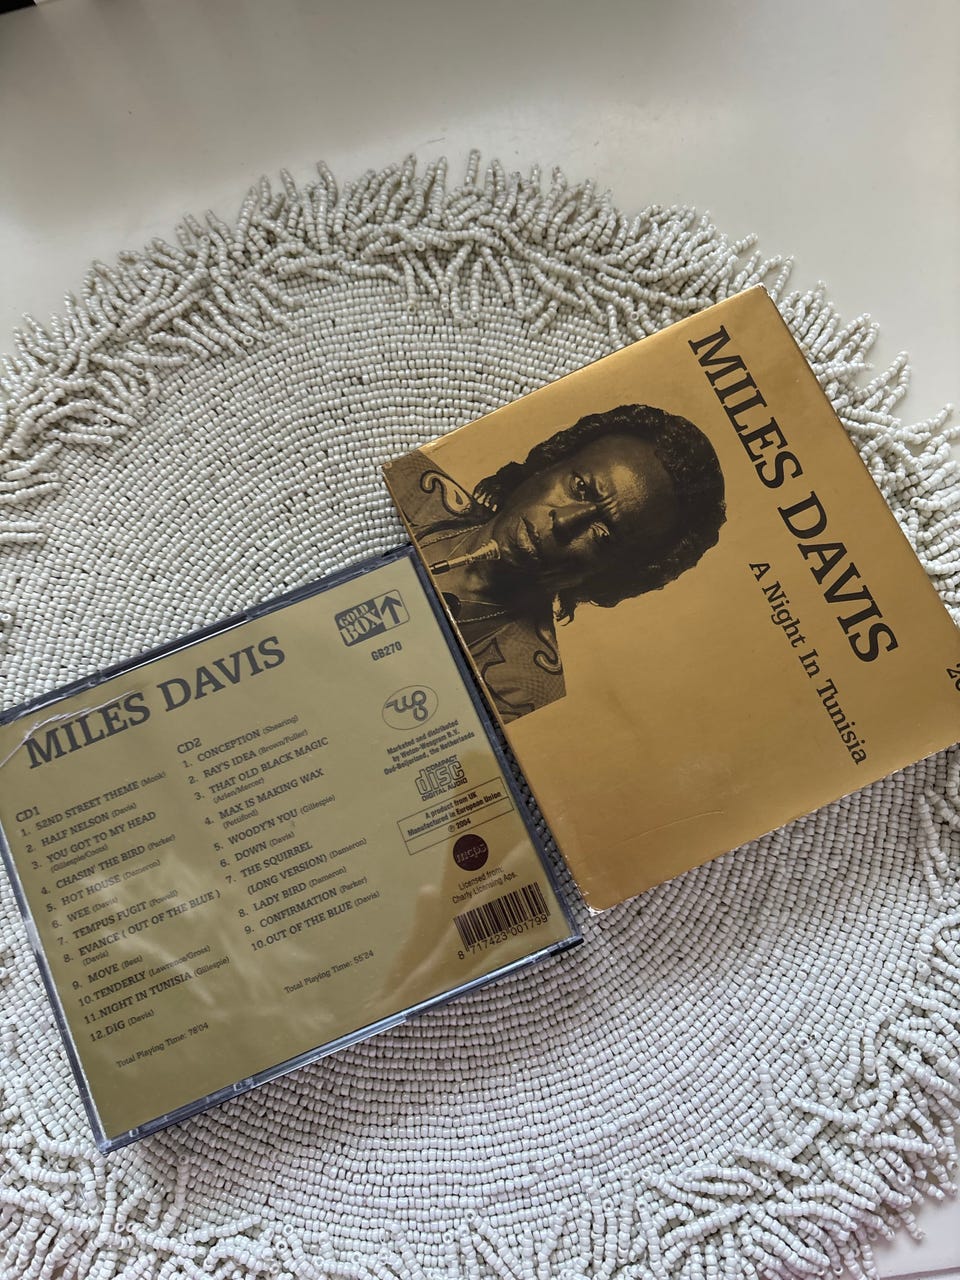 MILES DAVIS
A Night In Tunisia
MILES DAVIS
GOLD
BOX
GB270
CD1
1. 52ND STREET THEME (Monk)
2. HALF NELSON (Davis)
3. YOU GOT TO MY HEAD
(Gillespie/Coots)
4. CHASIN' THE BIRD (Parker)
5. HOT HOUSE (Dameron)
6. WEE (Davis)
7. TEMPUS FUGIT (Powell)
8. EVANCE ( OUT OF THE BLUE )
(Davis)
9. MOVE (Best)
10.TENDERLY (Lawrence/Gross)
11.NIGHT IN TUNISIA (Gillespie)
12.DIG (Davis)
Total Playing Time: 78'04
CD2
1. CONCEPTION (Shearing)
2. RAY'S IDEA (Brown/Fuller)
3. THAT OLD BLACK MAGIC
(Arlen/Mercer)
4. MAX IS MAKING WAX
(Pettiford)
5. WOODY'N YOU (Gillespie)
6. DOWN (Davis)
7. THE SQUIRREL
(LONG VERSION) (Dameron)
8. LADY BIRD (Dameron)
9. CONFIRMATION (Parker)
10.OUT OF THE BLUE (Davis)
Total Playing Time: 55'24
Marketed and distributed
by Weton-Wesgram B.V.
Oud-Beijerland, the Netherlands
COMPACT
disc
DIGITAL AUDIO
A product from UK
Manufactured in European Union
℗ 2004
mcps
Licensed from:
Charly Licensing Aps.
8 717423 001799